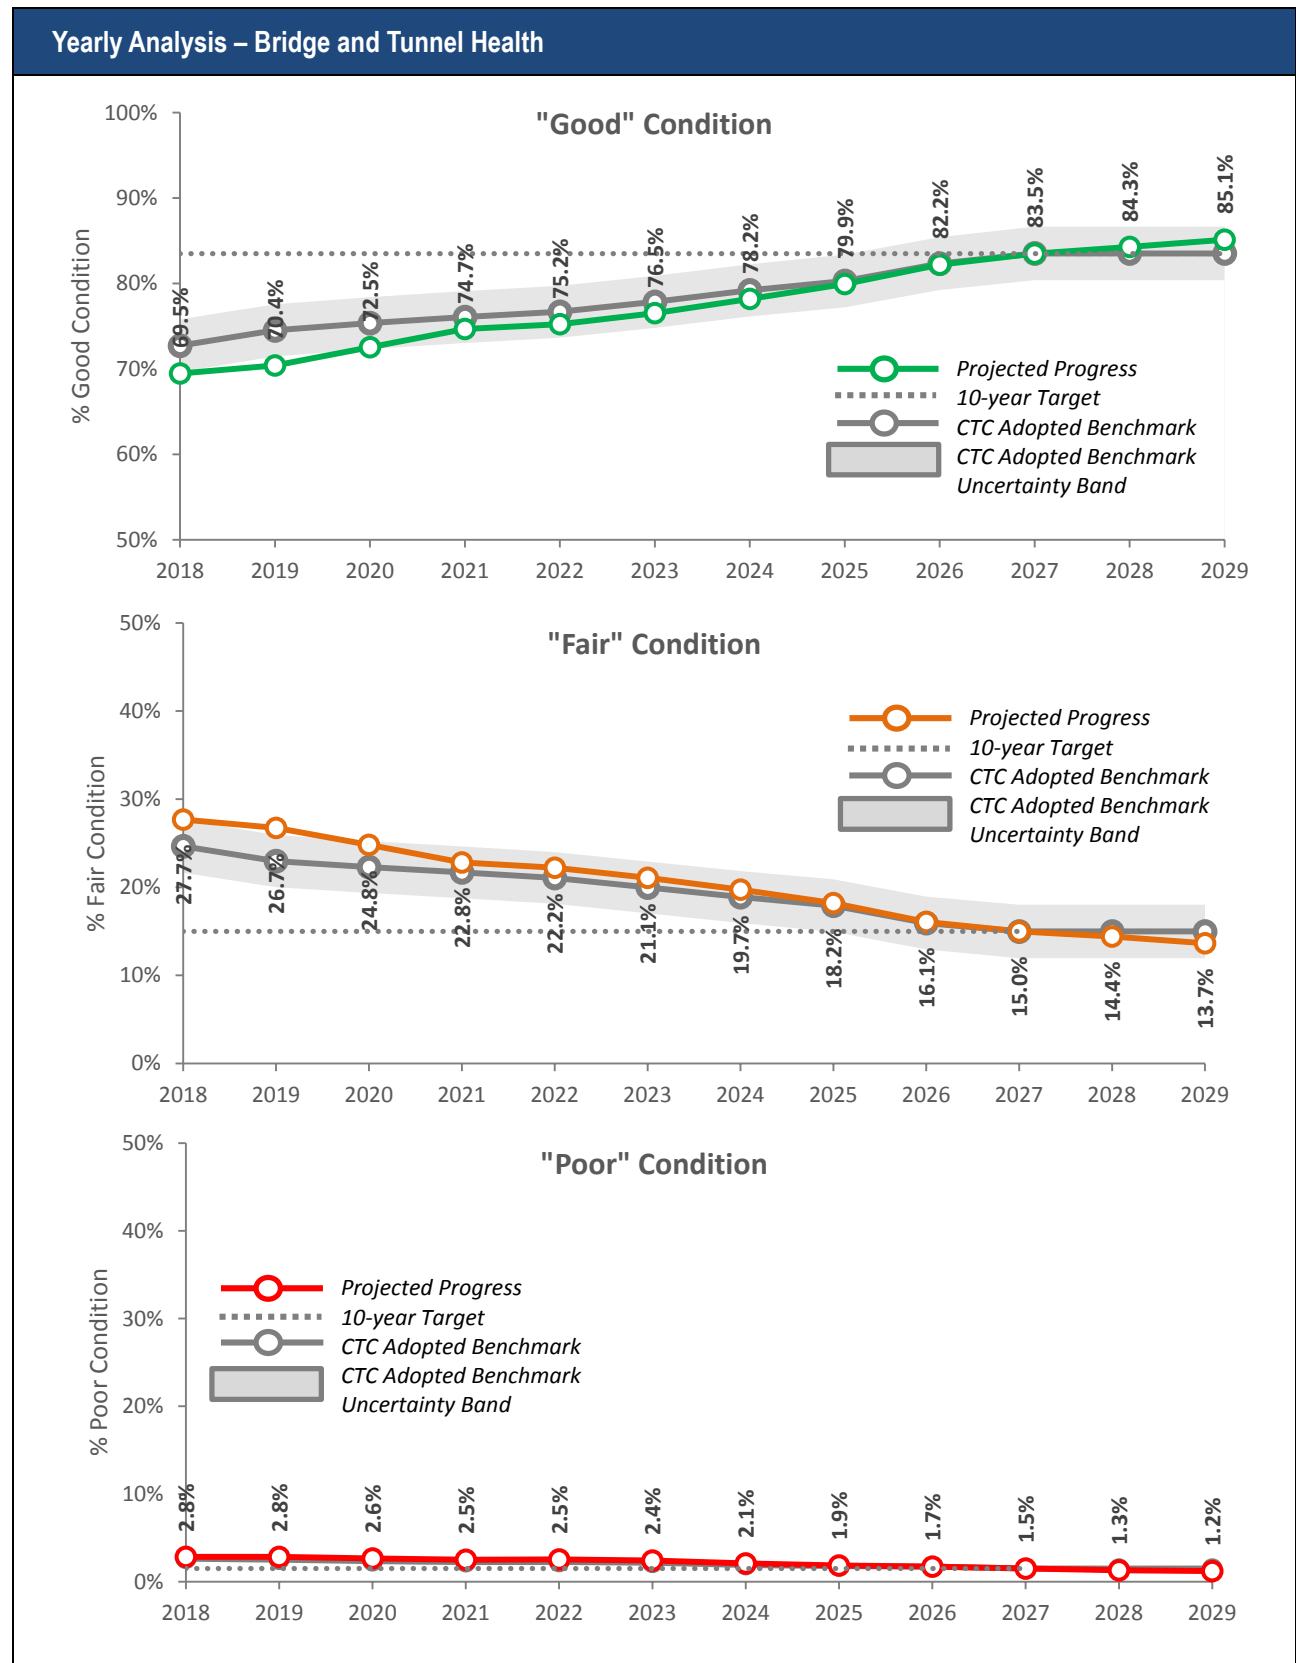 Yearly Analysis – Bridge and Tunnel Health
"Good" Condition
% Good Condition
100%
90%
80%
70%
60%
50%
69.5%
70.4%
72.5%
74.7%
75.2%
76.5%
78.2%
79.9%
82.2%
83.5%
84.3%
85.1%
Projected Progress
10-year Target
CTC Adopted Benchmark
CTC Adopted Benchmark
Uncertainty Band
2018 2019 2020 2021 2022 2023 2024 2025 2026 2027 2028 2029
"Fair" Condition
% Fair Condition
50%
40%
30%
20%
10%
0%
Projected Progress
10-year Target
CTC Adopted Benchmark
CTC Adopted Benchmark
Uncertainty Band
27.7%
26.7%
24.8%
22.8%
22.2%
21.1%
19.7%
18.2%
16.1%
15.0%
14.4%
13.7%
2018 2019 2020 2021 2022 2023 2024 2025 2026 2027 2028 2029
"Poor" Condition
% Poor Condition
50%
40%
30%
20%
10%
0%
Projected Progress
10-year Target
CTC Adopted Benchmark
CTC Adopted Benchmark
Uncertainty Band
2.8%
2.8%
2.6%
2.5%
2.5%
2.4%
2.1%
1.9%
1.7%
1.5%
1.3%
1.2%
2018 2019 2020 2021 2022 2023 2024 2025 2026 2027 2028 2029